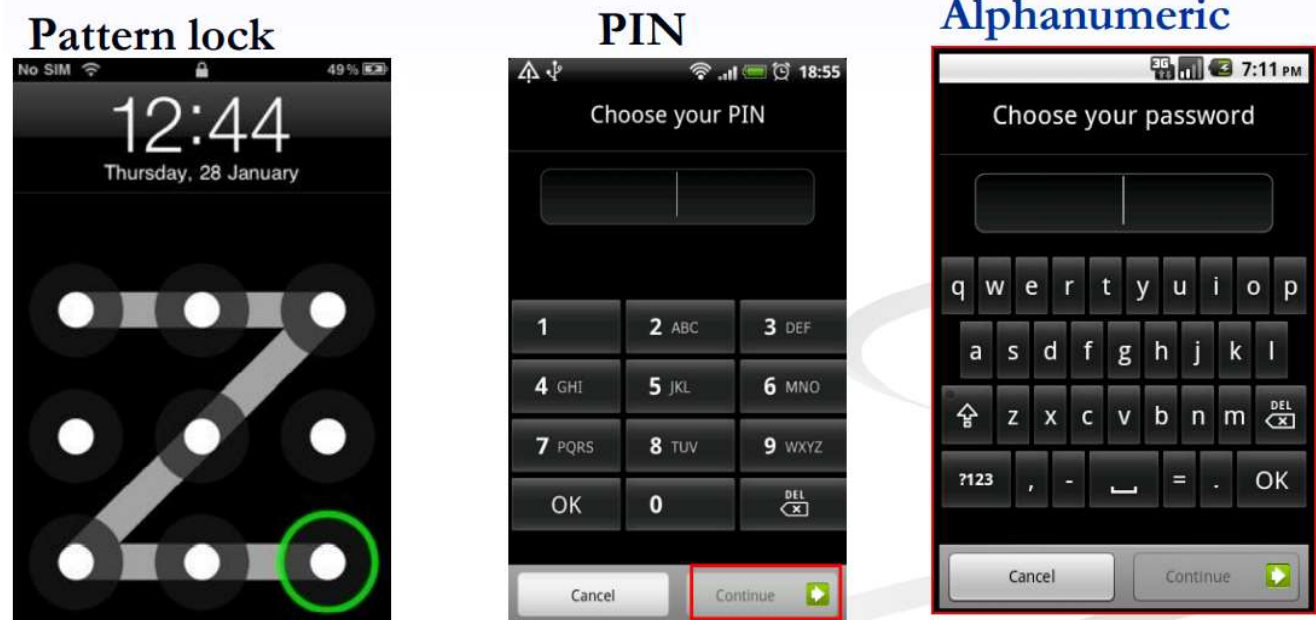 Pattern lock
No SIM 49%
12:44
Thursday, 28 January
PIN
18:55
Choose your PIN
1 2 ABC 3 DEF
4 GHI 5 JKL 6 MNO
7 PQRS 8 TUV 9 WXYZ
OK 0 DEL
Cancel Continue
Alphanumeric
3G 7:11 PM
Choose your password
q w e r t y u i o p
a s d f g h j k l
z x c v b n m DEL
?123 , - = . OK
Cancel Continue